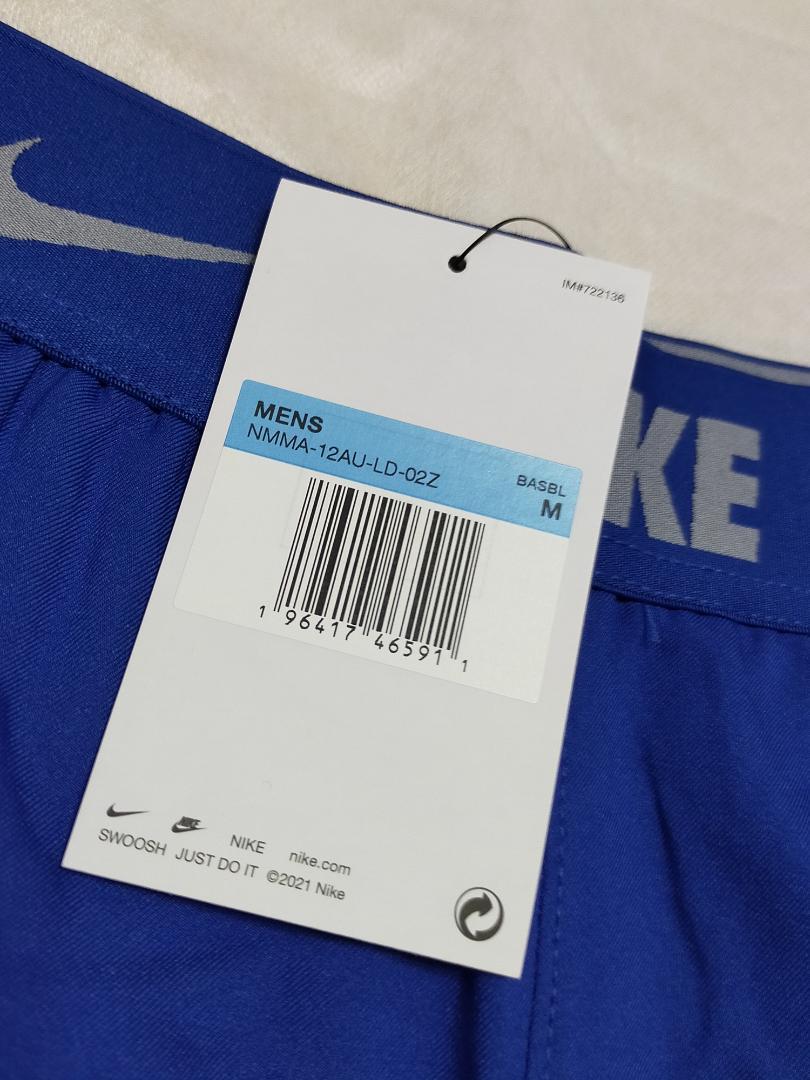 IM#722136
MENS
NMMA-12AU-LD-02Z
BASBL
M
KE
1 96417 46591 1
NIKE nike.com
SWOOSH JUST DO IT ©2021 Nike